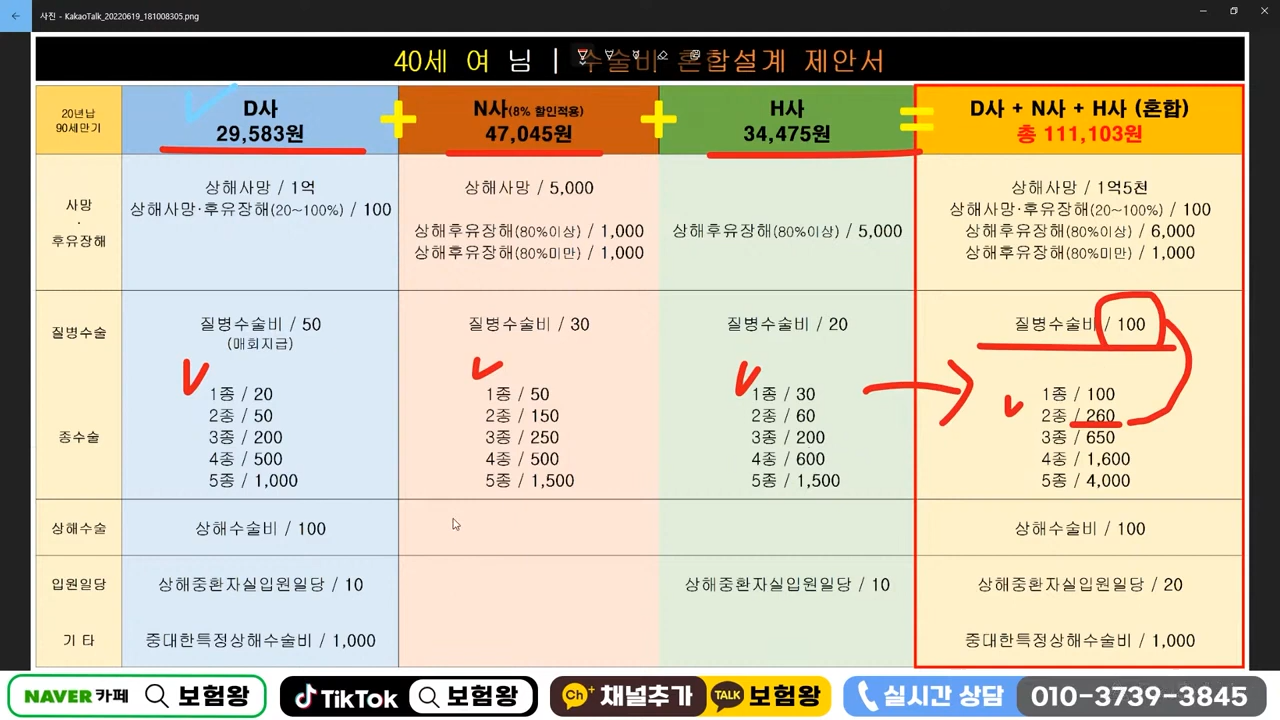 사진 - KakaoTalk_20220619_181008305.png
40세 여 님 | 수술비 혼합설계 제안서
20년납
90세만기
D사
29,583원
+
N사(8% 할인적용)
47,045원
+
H사
34,475원
=
D사 + N사 + H사 (혼합)
총 111,103원
사망
·
후유장해
상해사망 / 1억
상해사망·후유장해(20~100%) / 100
상해사망 / 5,000
상해후유장해(80%이상) / 1,000
상해후유장해(80%미만) / 1,000
상해후유장해(80%이상) / 5,000
상해사망 / 1억5천
상해사망·후유장해(20~100%) / 100
상해후유장해(80%이상) / 6,000
상해후유장해(80%미만) / 1,000
질병수술
질병수술비 / 50
(매회지급)
질병수술비 / 30
질병수술비 / 20
질병수술비 / 100
종수술
1종 / 20
2종 / 50
3종 / 200
4종 / 500
5종 / 1,000
1종 / 50
2종 / 150
3종 / 250
4종 / 500
5종 / 1,500
1종 / 30
2종 / 60
3종 / 200
4종 / 600
5종 / 1,500
1종 / 100
2종 / 260
3종 / 650
4종 / 1,600
5종 / 4,000
상해수술
상해수술비 / 100
상해수술비 / 100
입원일당
상해중환자실입원일당 / 10
상해중환자실입원일당 / 10
상해중환자실입원일당 / 20
기 타
중대한특정상해수술비 / 1,000
중대한특정상해수술비 / 1,000
NAVER 카페 보험왕
TikTok 보험왕
Ch+ 채널추가 TALK 보험왕
실시간 상담 010-3739-3845